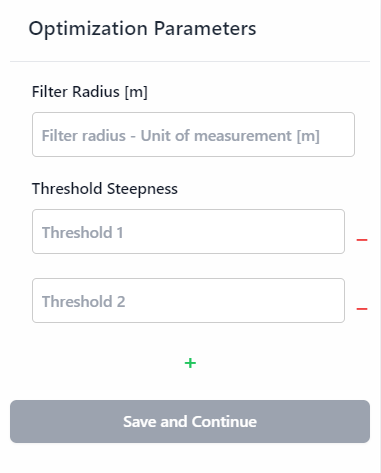 Optimization Parameters
Filter Radius [m]
Filter radius - Unit of measurement [m]
Threshold Steepness
Threshold 1
−
Threshold 2
−
+
Save and Continue